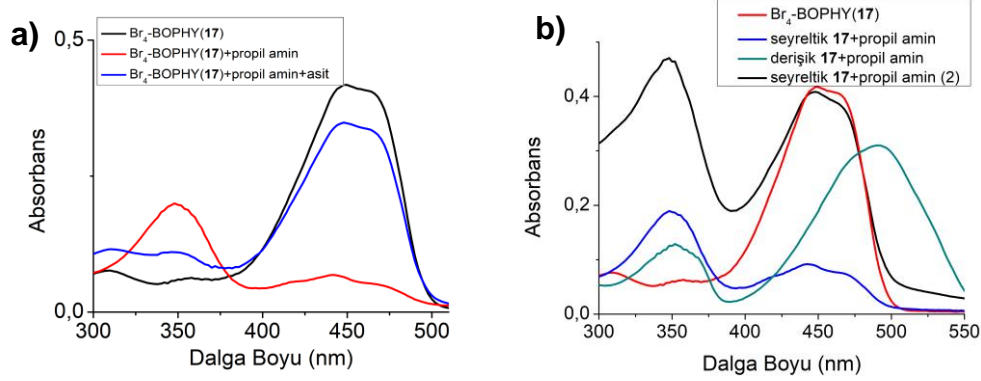 a)
0,5
Br₄-BOPHY(17)
Br₄-BOPHY(17)+propil amin
Br₄-BOPHY(17)+propil amin+asit
Absorbans
0,0
300 350 400 450 500
Dalga Boyu (nm)
b)
Br₄-BOPHY(17)
seyreltik 17+propil amin
derişik 17+propil amin
seyreltik 17+propil amin (2)
Absorbans
0,4
0,2
0,0
300 350 400 450 500 550
Dalga Boyu (nm)